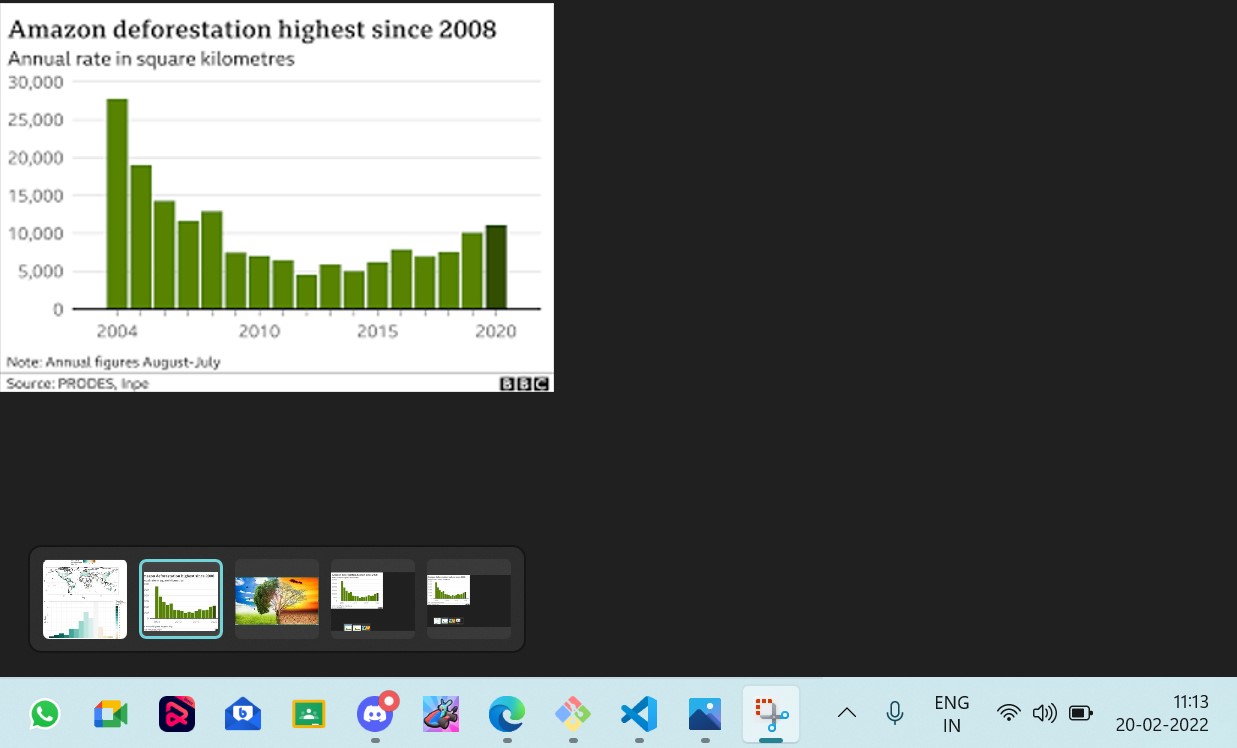 Amazon deforestation highest since 2008
Annual rate in square kilometres
30,000
25,000
20,000
15,000
10,000
5,000
0
2004 2010 2015 2020
Note: Annual figures August-July
Source: PRODES, Inpe BBC
ENG
IN
11:13
20-02-2022